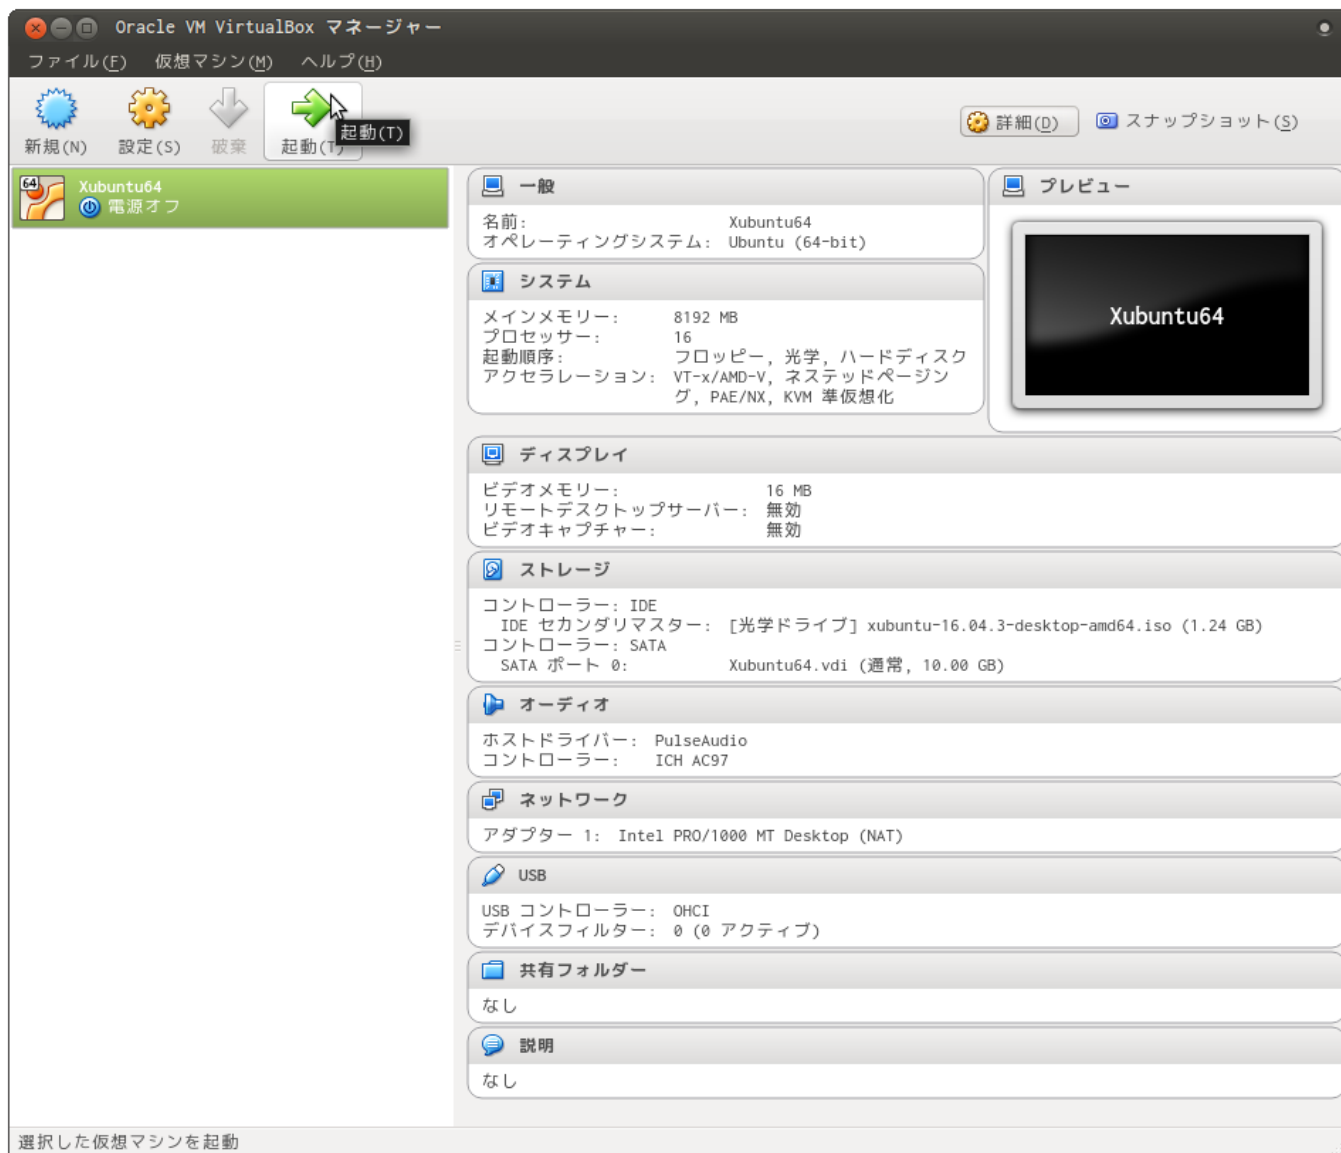 Oracle VM VirtualBox マネージャー
ファイル(F) 仮想マシン(M) ヘルプ(H)
新規(N) 設定(S) 破棄 起動(T) 起動(T) 詳細(D) スナップショット(S)
64 Xubuntu64
電源オフ
一般
名前: Xubuntu64
オペレーティングシステム: Ubuntu (64-bit)
プレビュー
Xubuntu64
システム
メインメモリー: 8192 MB
プロセッサー: 16
起動順序: フロッピー, 光学, ハードディスク
アクセラレーション: VT-x/AMD-V, ネステッドページン
グ, PAE/NX, KVM 準仮想化
ディスプレイ
ビデオメモリー: 16 MB
リモートデスクトップサーバー: 無効
ビデオキャプチャー: 無効
ストレージ
コントローラー: IDE
IDE セカンダリマスター: [光学ドライブ] xubuntu-16.04.3-desktop-amd64.iso (1.24 GB)
コントローラー: SATA
SATA ポート 0: Xubuntu64.vdi (通常, 10.00 GB)
オーディオ
ホストドライバー: PulseAudio
コントローラー: ICH AC97
ネットワーク
アダプター 1: Intel PRO/1000 MT Desktop (NAT)
USB
USB コントローラー: OHCI
デバイスフィルター: 0 (0 アクティブ)
共有フォルダー
なし
説明
なし
選択した仮想マシンを起動